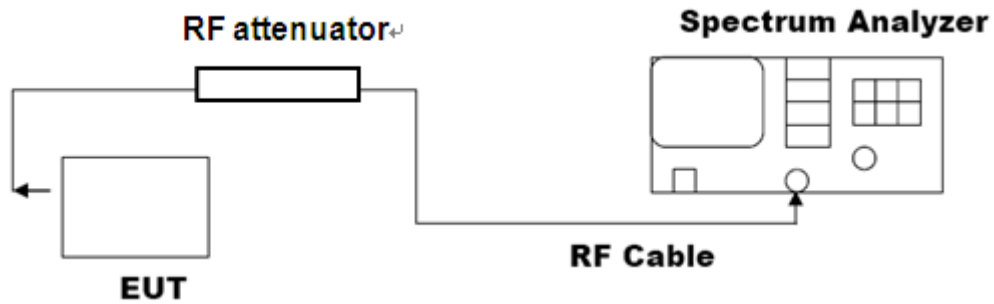 RF attenuator↵
Spectrum Analyzer
RF Cable
EUT